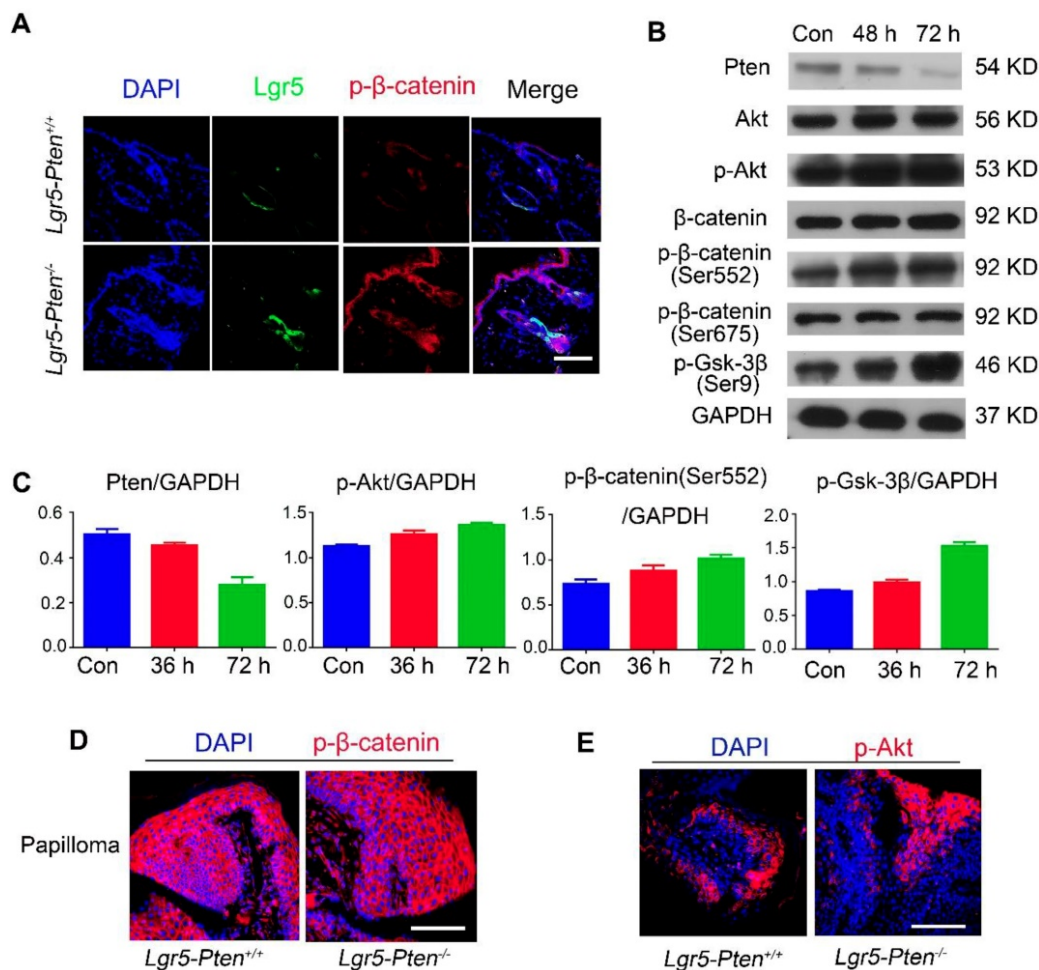 A
DAPI Lgr5 p-β-catenin Merge
Lgr5-Pten+/+
Lgr5-Pten-/-
B
Con 48 h 72 h
Pten 54 KD
Akt 56 KD
p-Akt 53 KD
β-catenin 92 KD
p-β-catenin
(Ser552) 92 KD
p-β-catenin
(Ser675) 92 KD
p-Gsk-3β
(Ser9) 46 KD
GAPDH 37 KD
C
Pten/GAPDH
0.6
0.4
0.2
0.0
Con 36 h 72 h
p-Akt/GAPDH
1.5
1.0
0.5
0.0
Con 36 h 72 h
p-β-catenin(Ser552)
/GAPDH
1.5
1.0
0.5
0.0
Con 36 h 72 h
p-Gsk-3β/GAPDH
2.0
1.5
1.0
0.5
0.0
Con 36 h 72 h
D
DAPI p-β-catenin
Papilloma
Lgr5-Pten+/+ Lgr5-Pten-/-
E
DAPI p-Akt
Lgr5-Pten+/+ Lgr5-Pten-/-